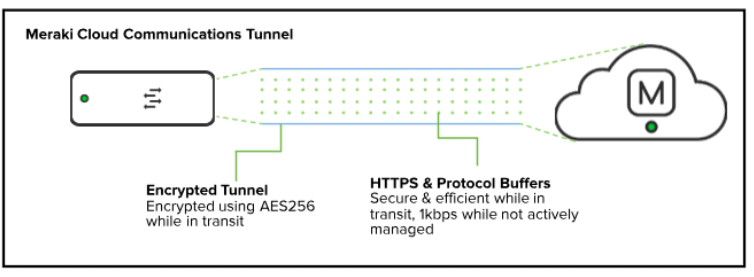 Meraki Cloud Communications Tunnel
M
Encrypted Tunnel
Encrypted using AES256
while in transit
HTTPS & Protocol Buffers
Secure & efficient while in
transit, 1kbps while not actively
managed